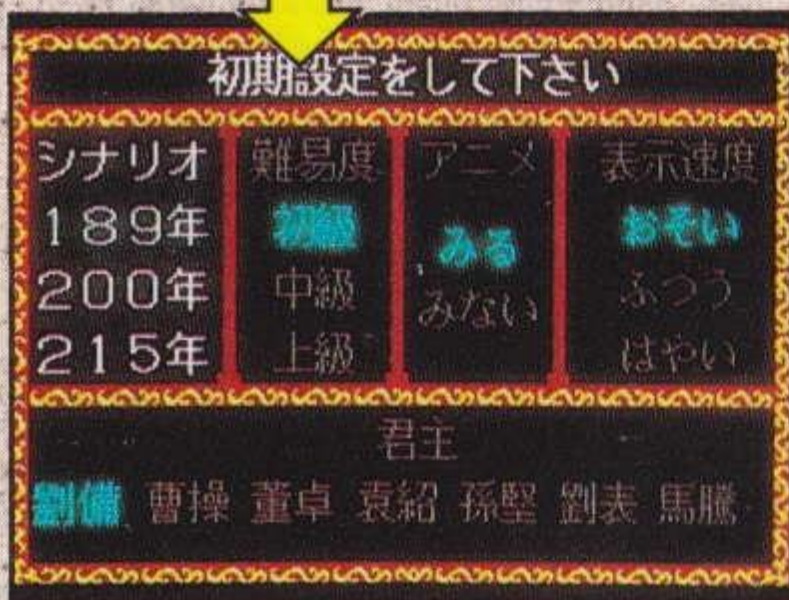 初期設定をして下さい
シナリオ 難易度 アニメ 表示速度
189年 初級 みる おそい
200年 中級 みない ふつう
215年 上級 はやい
君主
劉備 曹操 董卓 袁紹 孫堅 劉表 馬騰